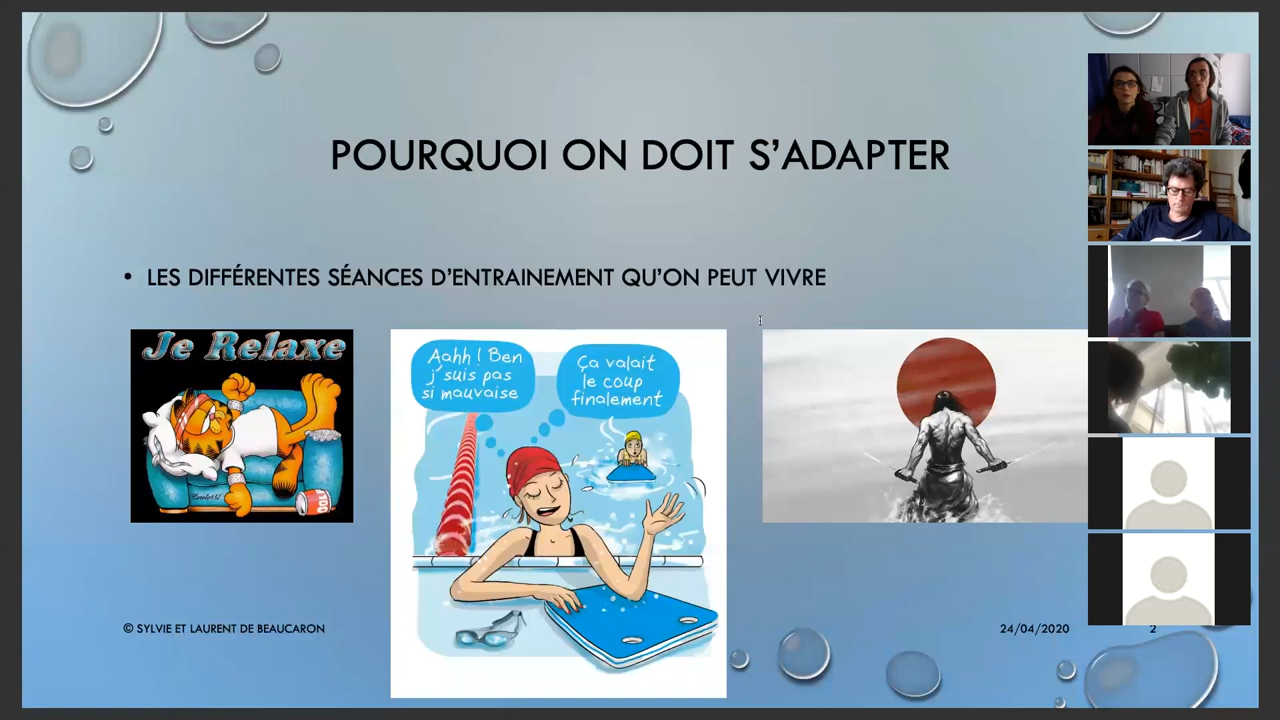 POURQUOI ON DOIT S’ADAPTER
• LES DIFFÉRENTES SÉANCES D’ENTRAINEMENT QU’ON PEUT VIVRE
Je Relaxe
Aahh ! Ben
j'suis pas
si mauvaise
Ça valait
le coup
finalement
© SYLVIE ET LAURENT DE BEAUCARON
24/04/2020
2